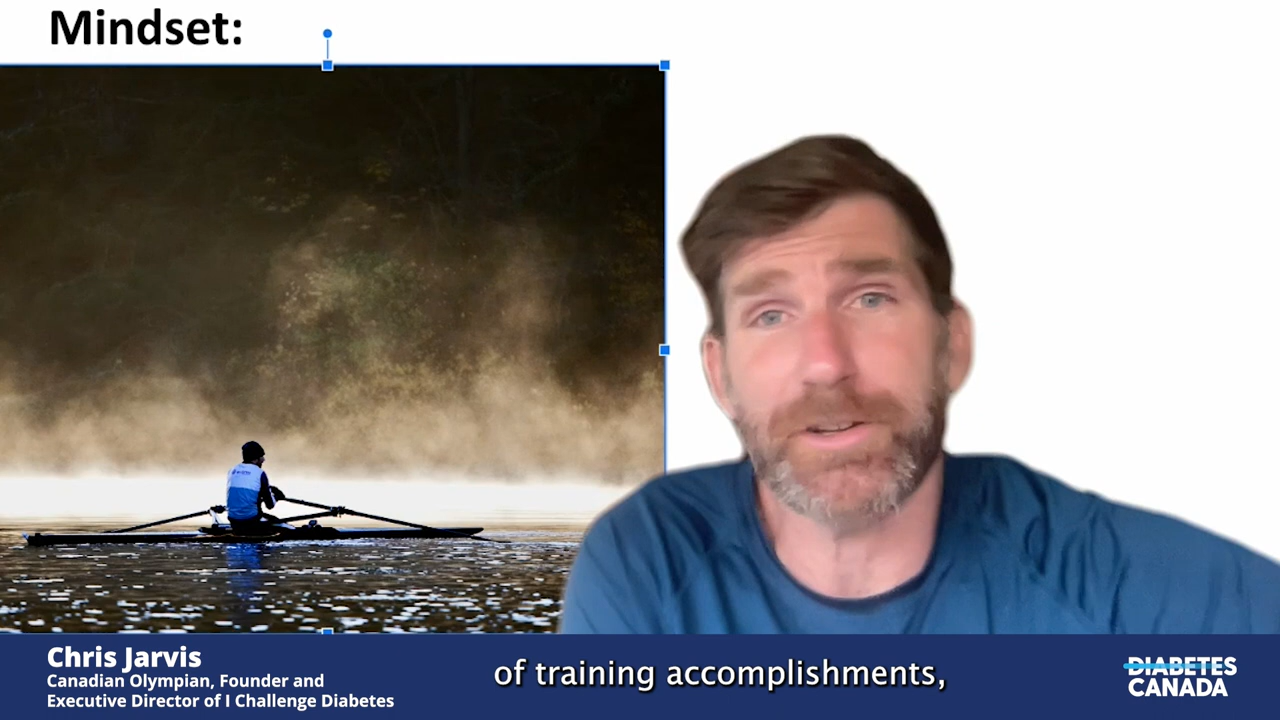 Mindset:
Chris Jarvis
Canadian Olympian, Founder and
Executive Director of I Challenge Diabetes
of training accomplishments,
DIABETES
CANADA